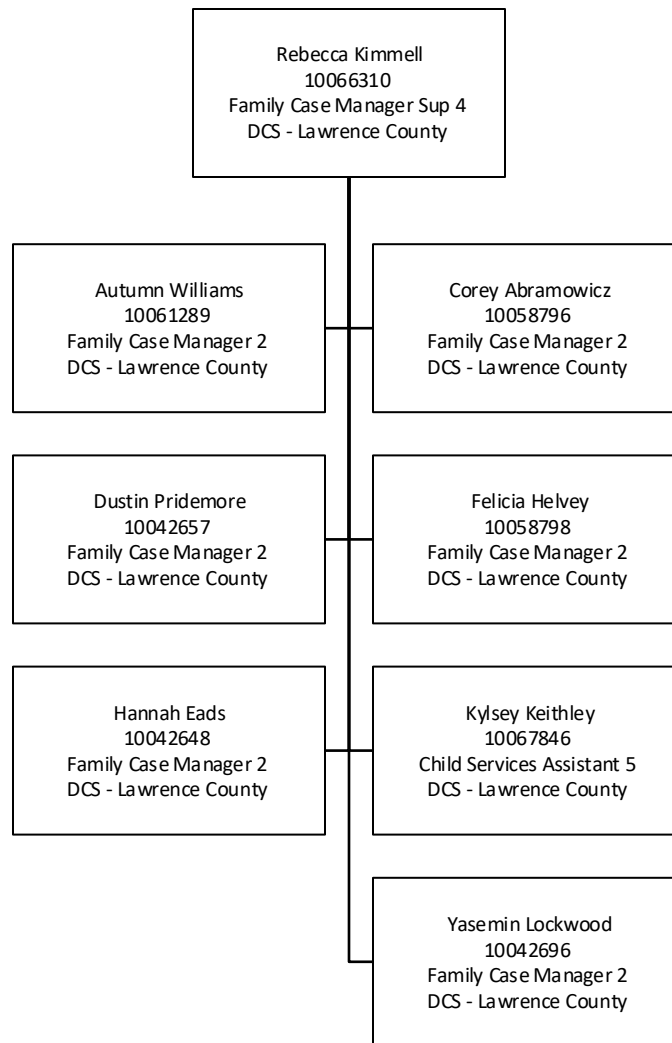 Rebecca Kimmell
10066310
Family Case Manager Sup 4
DCS - Lawrence County
Autumn Williams
10061289
Family Case Manager 2
DCS - Lawrence County
Corey Abramowicz
10058796
Family Case Manager 2
DCS - Lawrence County
Dustin Pridemore
10042657
Family Case Manager 2
DCS - Lawrence County
Felicia Helvey
10058798
Family Case Manager 2
DCS - Lawrence County
Hannah Eads
10042648
Family Case Manager 2
DCS - Lawrence County
Kylsey Keithley
10067846
Child Services Assistant 5
DCS - Lawrence County
Yasemin Lockwood
10042696
Family Case Manager 2
DCS - Lawrence County